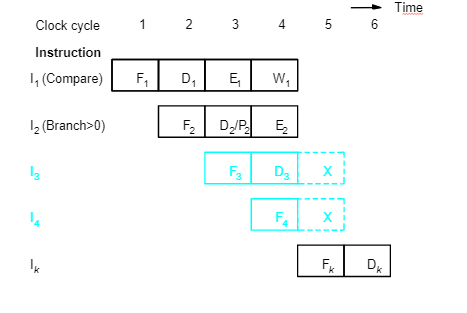 Time
Clock cycle 1 2 3 4 5 6
Instruction
I₁ (Compare) F₁ D₁ E₁ W₁
I₂ (Branch>0) F₂ D₂/P₂ E₂
I₃ F₃ D₃ X
I₄ F₄ X
Iₖ Fₖ Dₖ